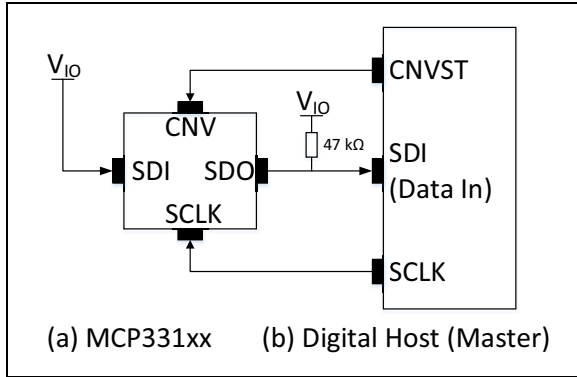 V_IO
CNVST
CNV
V_IO
47 kΩ
SDI
SDO
SDI
(Data In)
SCLK
SCLK
(a) MCP331xx (b) Digital Host (Master)